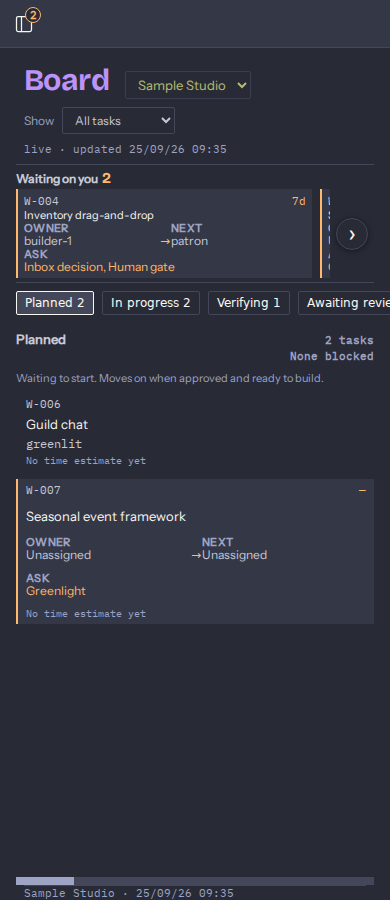 2
Board
Sample Studio
Show
All tasks
live · updated 25/09/26 09:35
Waiting on you 2
W-004 7d
Inventory drag-and-drop
OWNER NEXT
builder-1 →patron
ASK
Inbox decision, Human gate
Planned 2 In progress 2 Verifying 1 Awaiting revie
Planned 2 tasks
None blocked
Waiting to start. Moves on when approved and ready to build.
W-006
Guild chat
greenlit
No time estimate yet
W-007 —
Seasonal event framework
OWNER NEXT
Unassigned →Unassigned
ASK
Greenlight
No time estimate yet
Sample Studio · 25/09/26 09:35